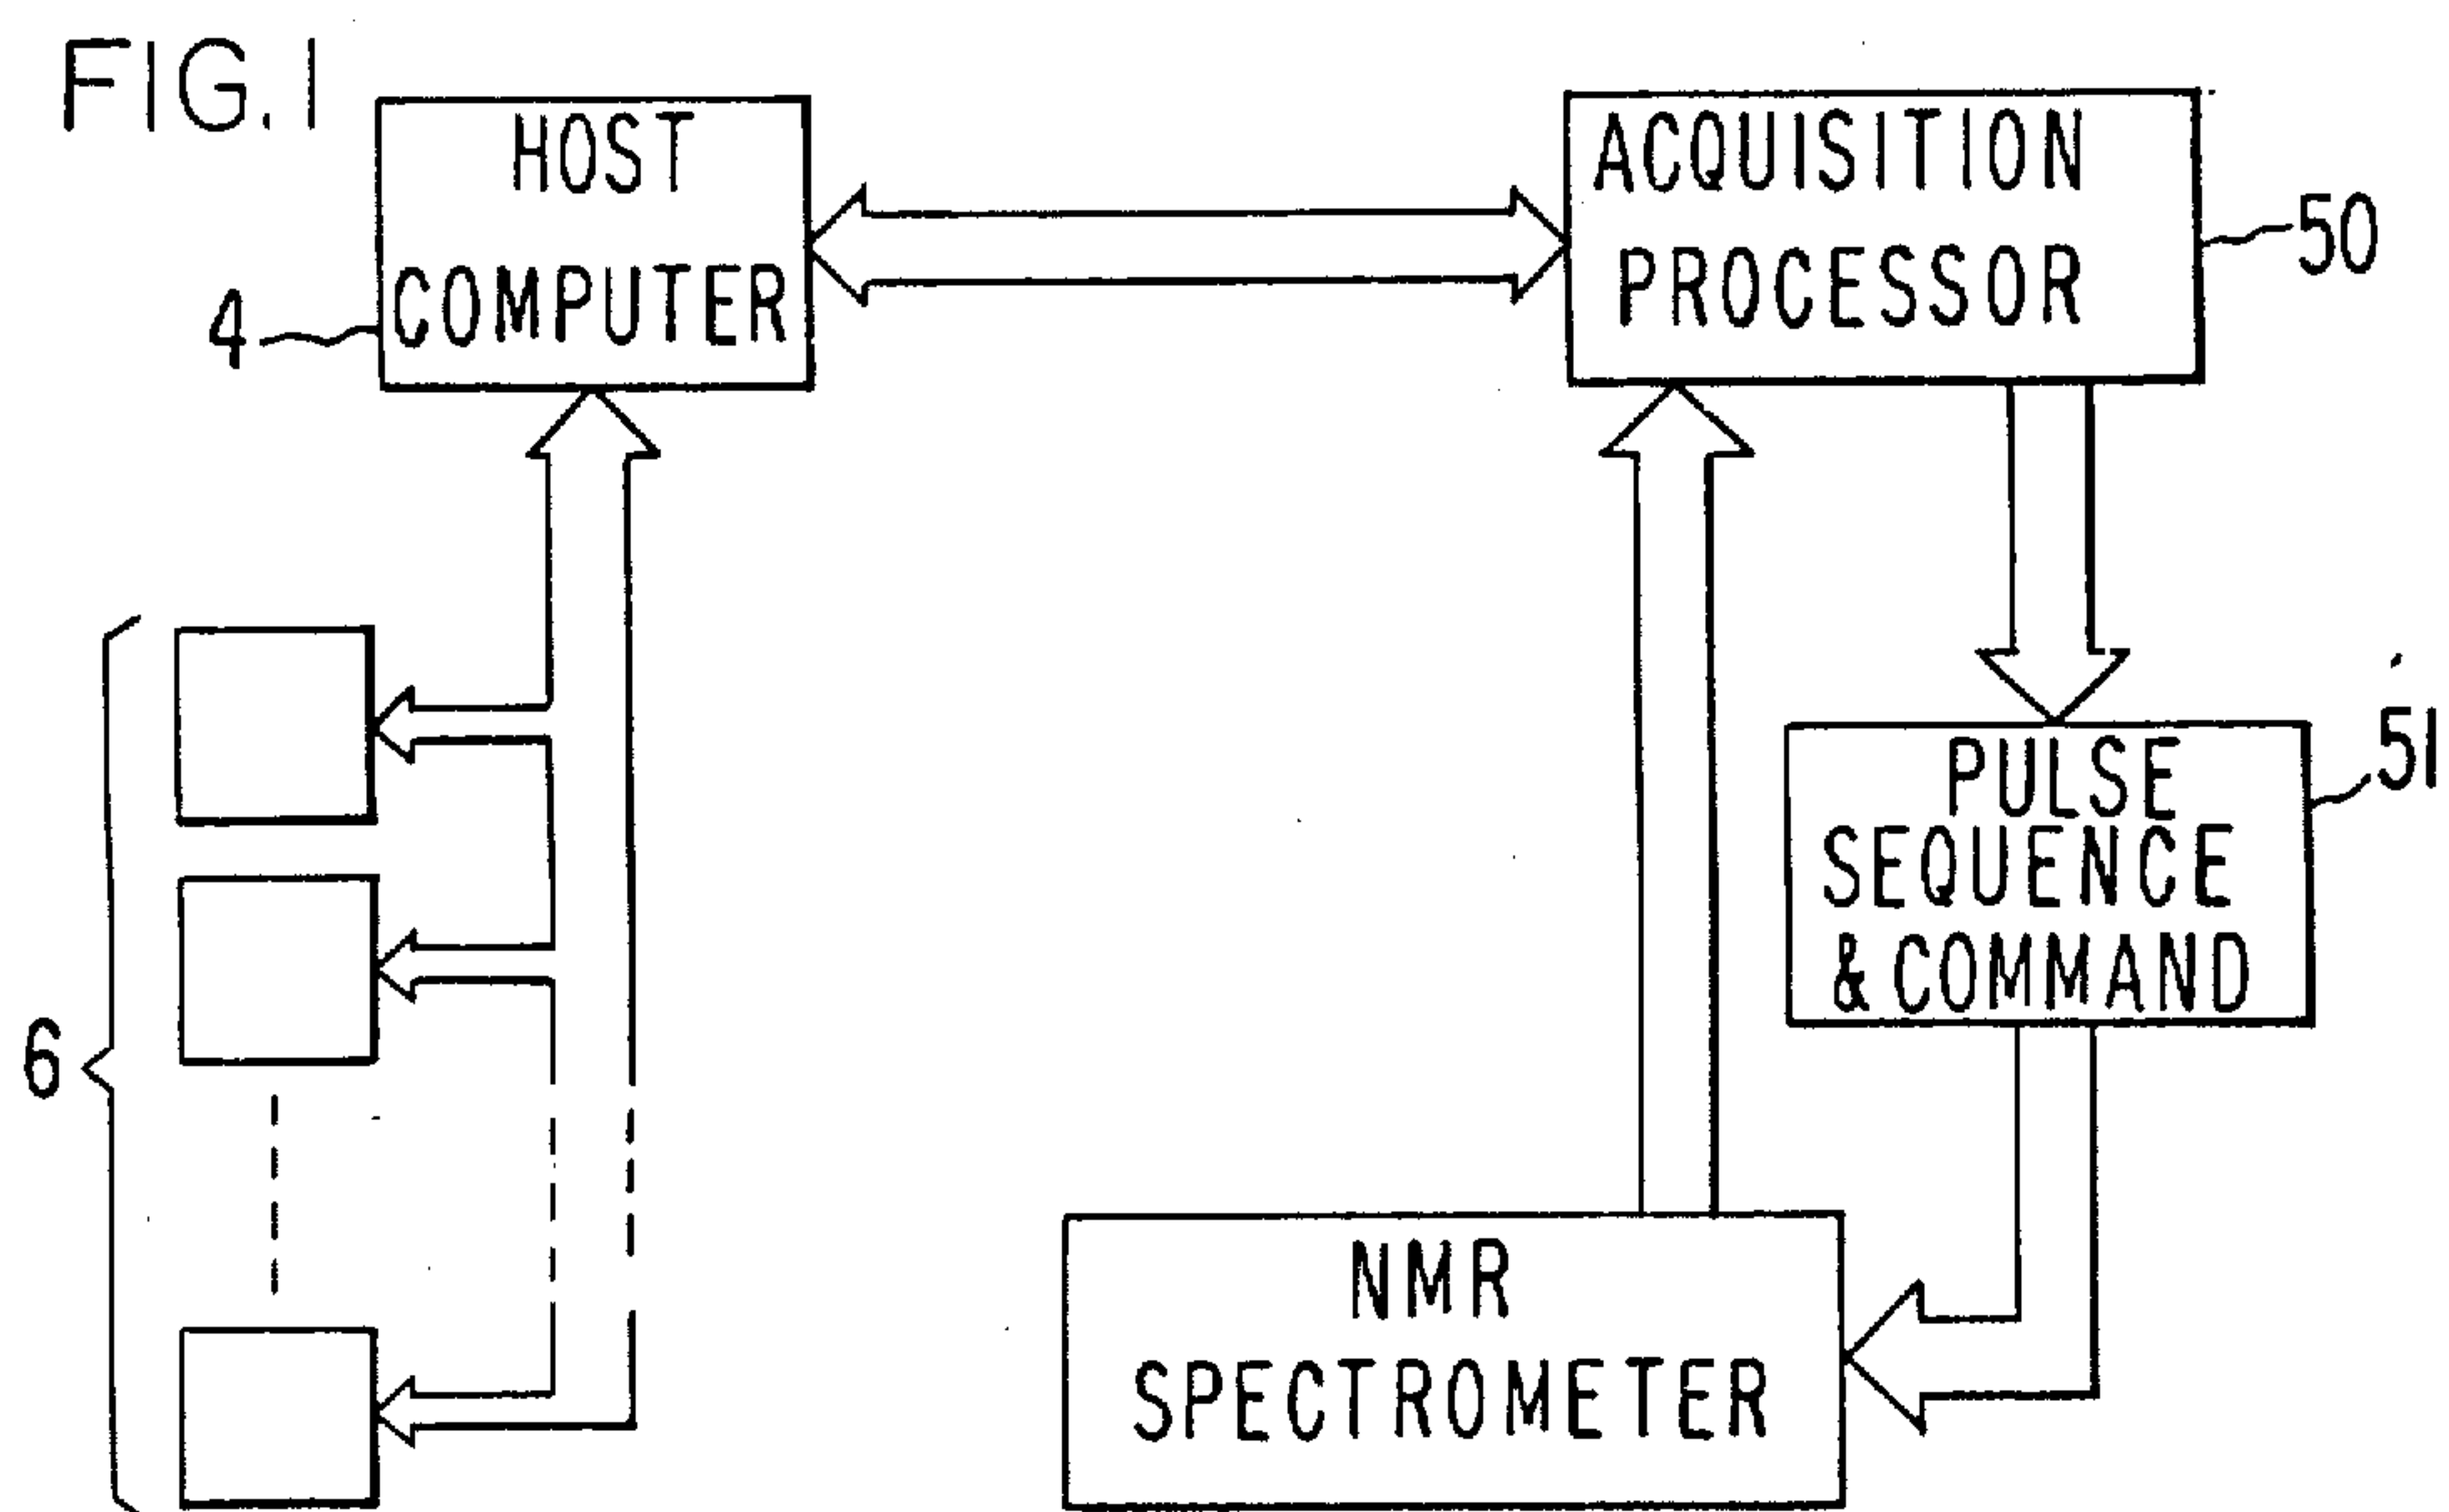 FIG. 1
HOST
COMPUTER
4
ACQUISITION
PROCESSOR
50
PULSE
SEQUENCE
& COMMAND
51
6
NMR
SPECTROMETER